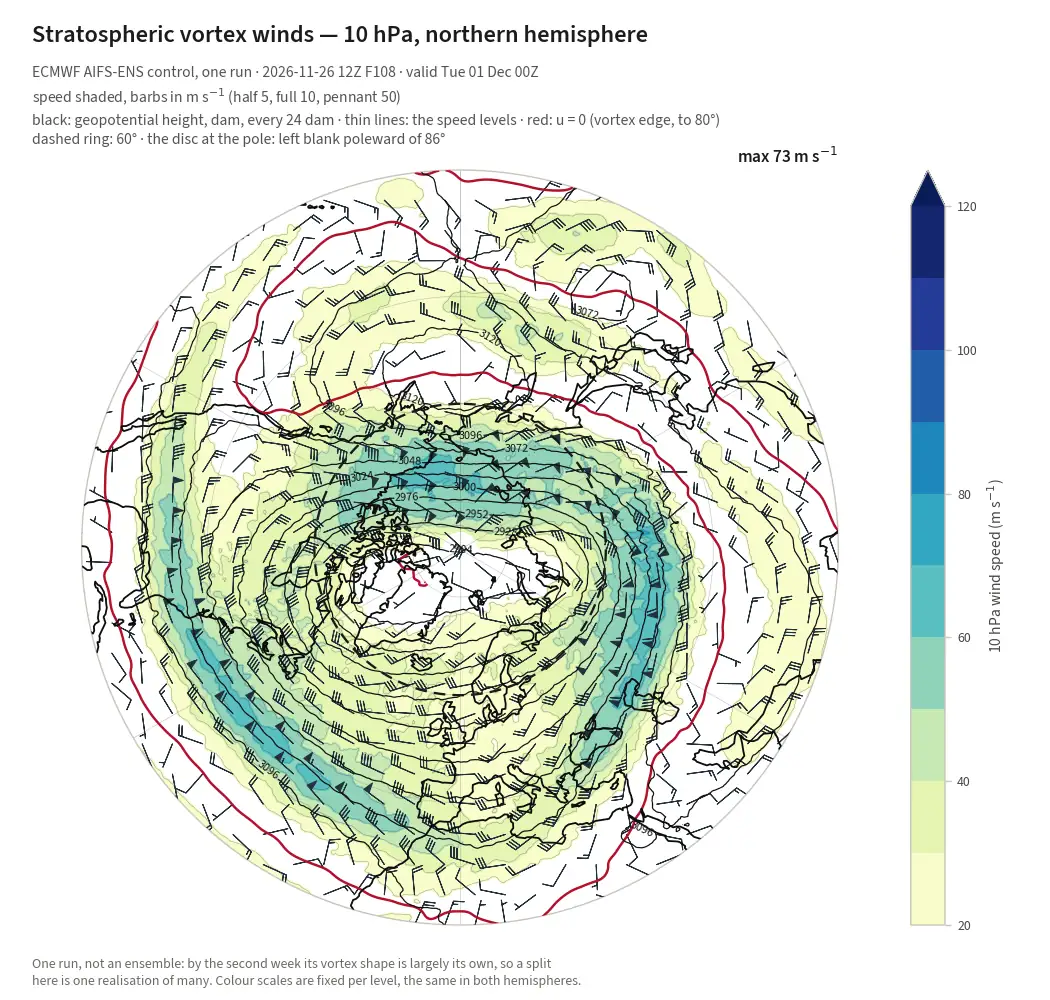 Stratospheric vortex winds — 10 hPa, northern hemisphere
ECMWF AIFS-ENS control, one run · 2026-11-26 12Z F108 · valid Tue 01 Dec 00Z
speed shaded, barbs in m s⁻¹ (half 5, full 10, pennant 50)
black: geopotential height, dam, every 24 dam · thin lines: the speed levels · red: u = 0 (vortex edge, to 80°)
dashed ring: 60° · the disc at the pole: left blank poleward of 86°
max 73 m s⁻¹
120
100
80
60
40
20
10 hPa wind speed (m s⁻¹)
3072
3120
3120
3096
3096
3072
3048
3024
3000
2976
2952
3096
3096
One run, not an ensemble: by the second week its vortex shape is largely its own, so a split
here is one realisation of many. Colour scales are fixed per level, the same in both hemispheres.